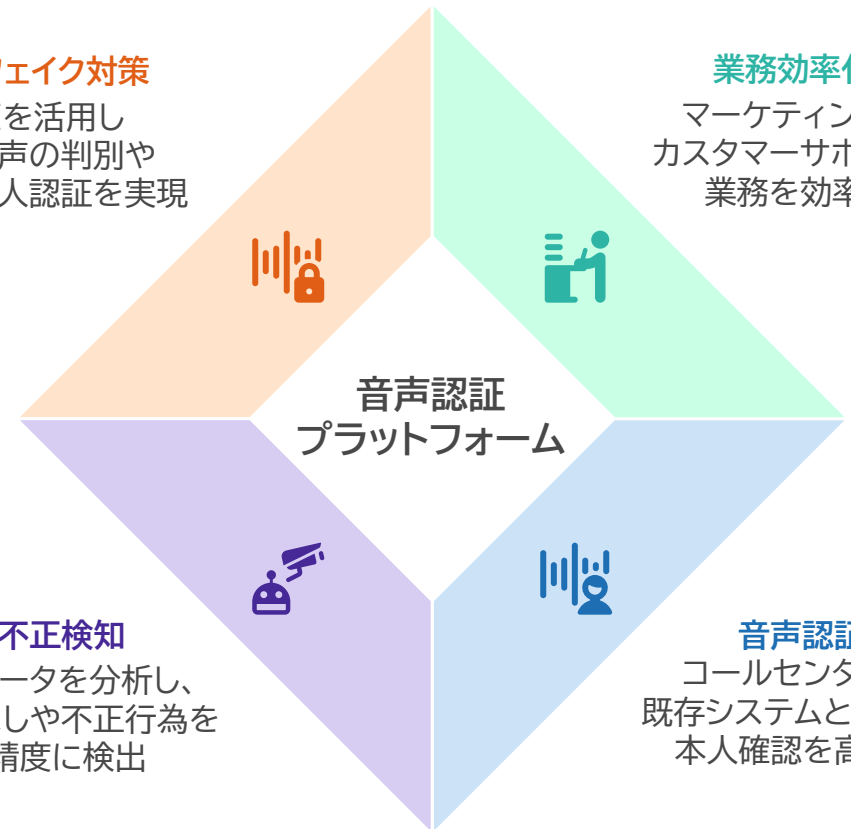 ェイク対策
を活用し
声の判別や
人認証を実現
業務効率
マーケティン
カスタマーサポ
業務を効率
音声認証
プラットフォーム
不正検知
ータを分析し、
しや不正行為を
精度に検出
音声認証
コールセンタ
既存システムと
本人確認を高